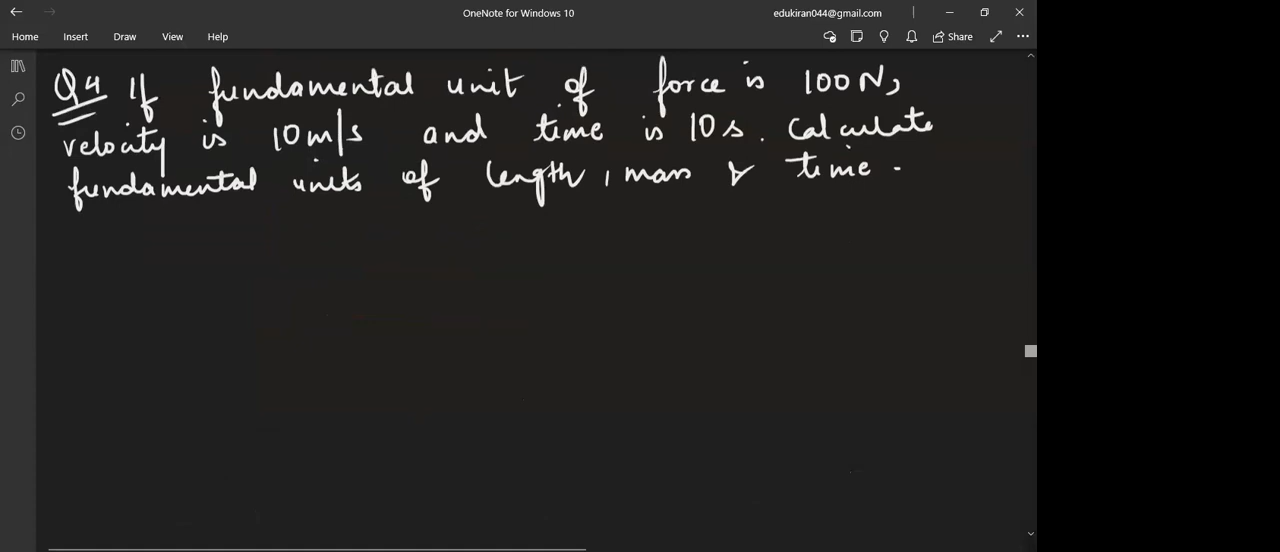 OneNote for Windows 10
edukiran044@gmail.com
Home Insert Draw View Help
Share
Q4 If fundamental unit of force is 100N,
velocity is 10m/s and time is 10s. Calculate
fundamental units of length, mass & time.